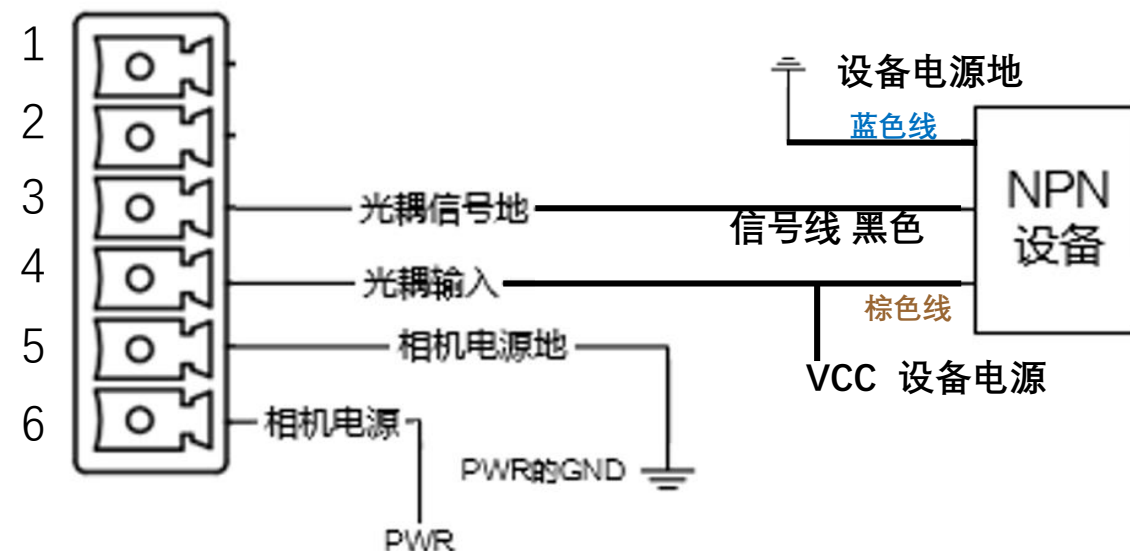 1
2
3
4
5
6
设备电源地
蓝色线
NPN
设备
光耦信号地
信号线 黑色
光耦输入
棕色线
相机电源地
VCC 设备电源
相机电源
PWR的GND
PWR